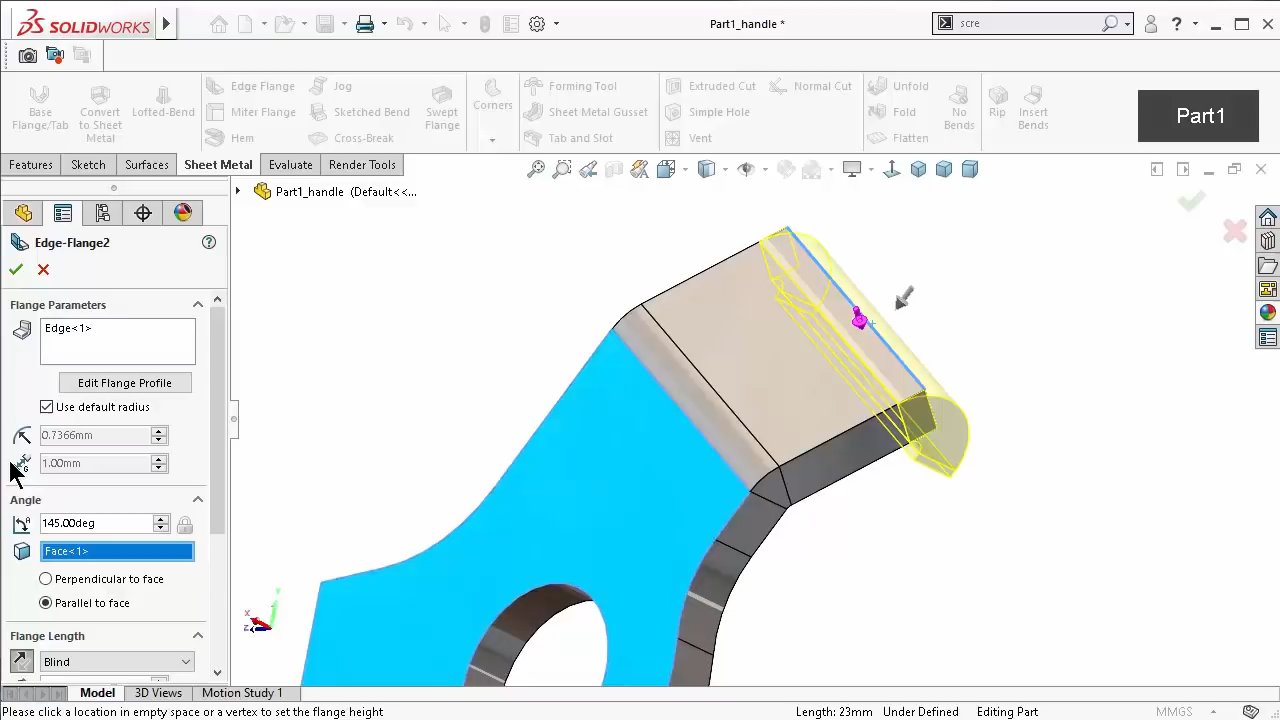 SOLIDWORKS
Part1_handle *
scre
?
Base Flange/Tab
Convert to Sheet Metal
Lofted-Bend
Edge Flange
Miter Flange
Hem
Jog
Sketched Bend
Cross-Break
Swept Flange
Corners
Forming Tool
Sheet Metal Gusset
Tab and Slot
Extruded Cut
Simple Hole
Vent
Normal Cut
Unfold
Fold
Flatten
No Bends
Rip
Insert Bends
Part1
Features
Sketch
Surfaces
Sheet Metal
Evaluate
Render Tools
Part1_handle (Default<<...
Edge-Flange2
?
Flange Parameters
Edge<1>
Edit Flange Profile
Use default radius
0.7366mm
1.00mm
Angle
145.00deg
Face<1>
Perpendicular to face
Parallel to face
Flange Length
Blind
Model
3D Views
Motion Study 1
Please click a location in empty space or a vertex to set the flange height
Length: 23mm
Under Defined
Editing Part
MMGS